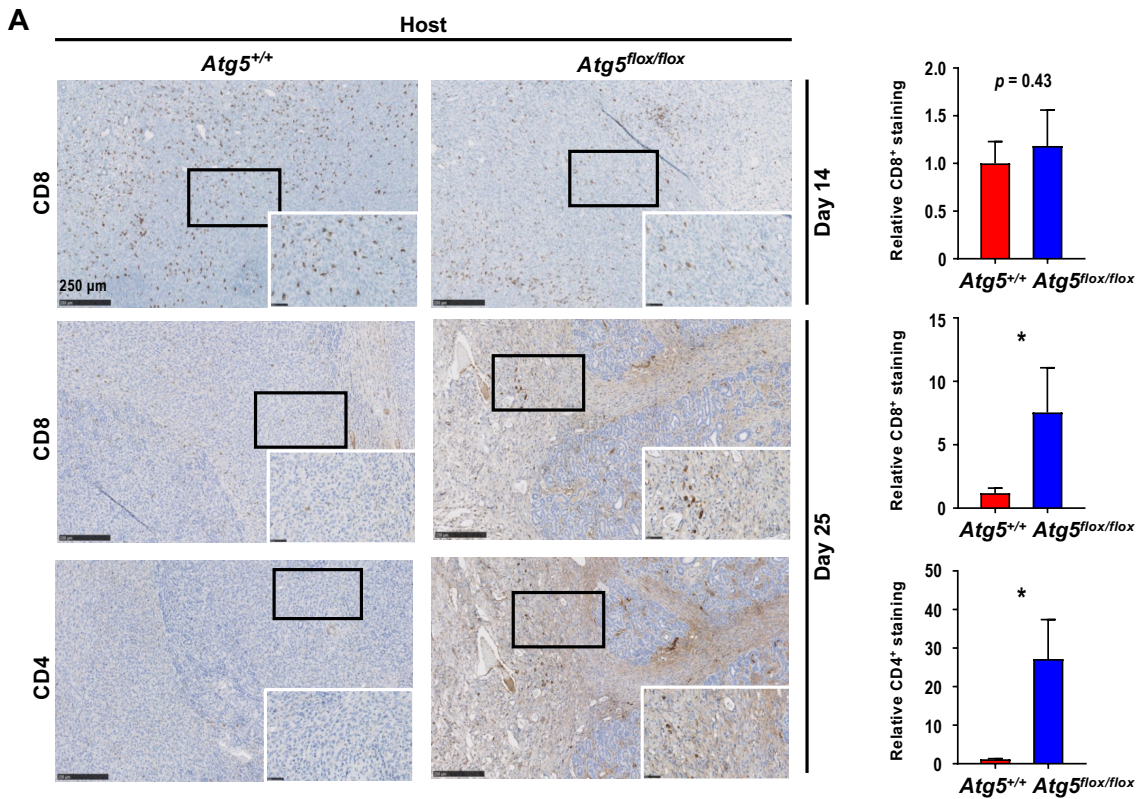 A
Host
Atg5+/+
Atg5flox/flox
CD8
250 μm
Day 14
CD8
CD4
Day 25
Relative CD8+ staining
2.0
1.5
1.0
0.5
0
p = 0.43
Atg5+/+ Atg5flox/flox
Relative CD8+ staining
15
10
5
0
*
Atg5+/+ Atg5flox/flox
Relative CD4+ staining
50
40
30
20
10
0
*
Atg5+/+ Atg5flox/flox